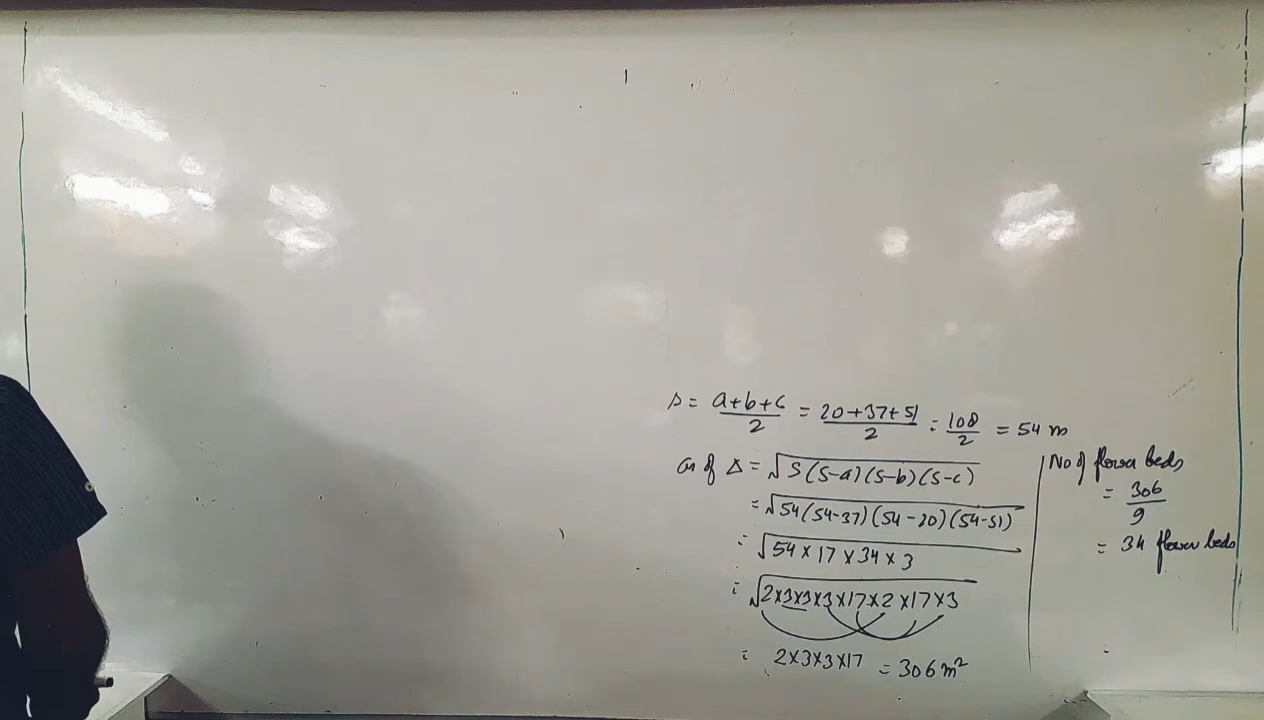 s = a+b+c/2 = 20+37+51/2 = 108/2 = 54 m
ar of Δ = √S(S-a)(S-b)(S-c)
= √54(54-37)(54-20)(54-51)
= √54×17×34×3
= √2×3×3×3×17×2×17×3
= 2×3×3×17 = 306 m²
No of flower beds
= 306/9
= 34 flower beds